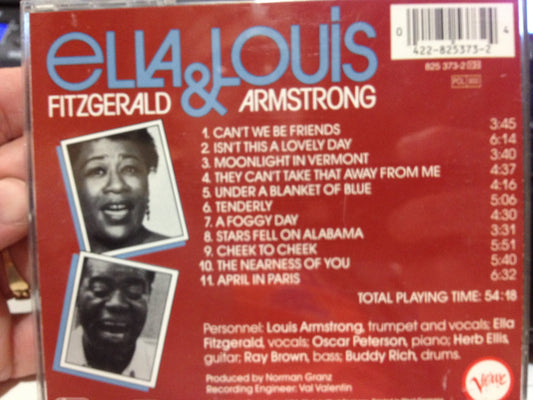 Ella & Louis
FITZGERALD ARMSTRONG
0 4
422-825373-2
825 373-2
1. CAN'T WE BE FRIENDS 3:45
2. ISN'T THIS A LOVELY DAY 6:14
3. MOONLIGHT IN VERMONT 3:40
4. THEY CAN'T TAKE THAT AWAY FROM ME 4:37
5. UNDER A BLANKET OF BLUE 4:16
6. TENDERLY 5:06
7. A FOGGY DAY 4:30
8. STARS FELL ON ALABAMA 3:31
9. CHEEK TO CHEEK 5:51
10. THE NEARNESS OF YOU 5:40
11. APRIL IN PARIS 6:32
TOTAL PLAYING TIME: 54:18
Personnel: Louis Armstrong, trumpet and vocals; Ella
Fitzgerald, vocals; Oscar Peterson, piano; Herb Ellis,
guitar; Ray Brown, bass; Buddy Rich, drums.
Produced by Norman Granz
Recording Engineer: Val Valentin
Verve